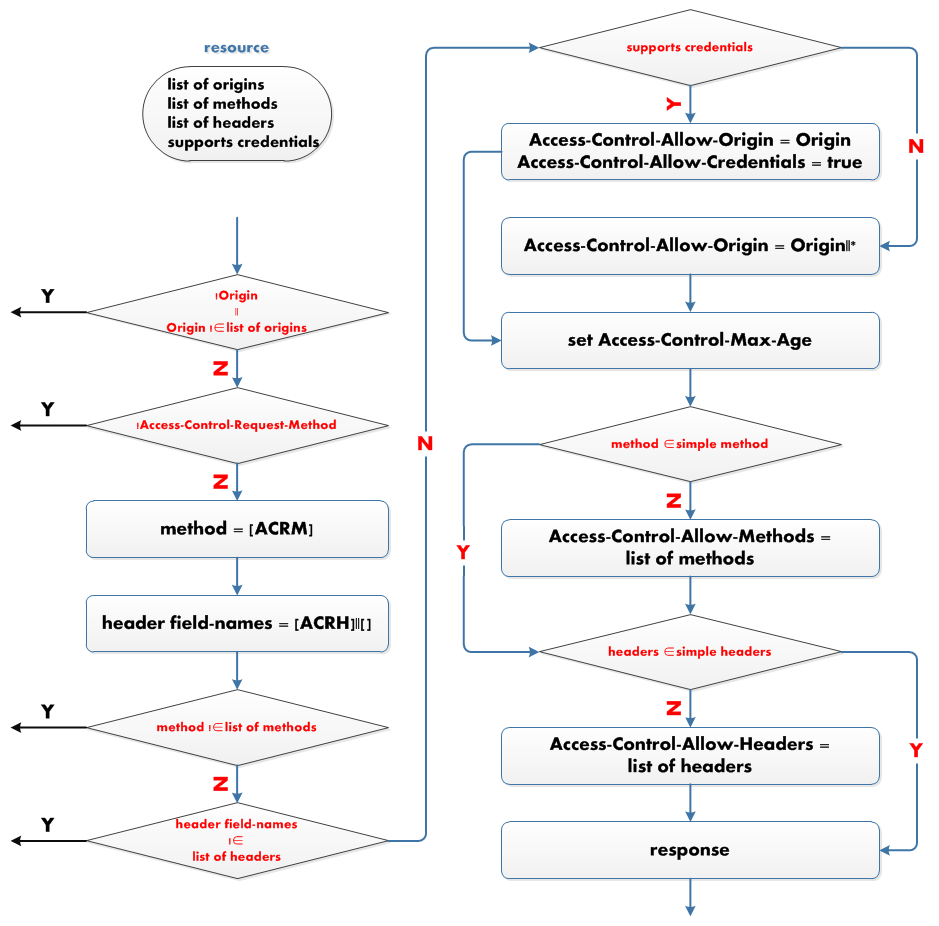 resource
list of origins
list of methods
list of headers
supports credentials
!Origin
||
Origin !∈list of origins
Y
N
!Access-Control-Request-Method
Y
N
method = [ACRM]
header field-names = [ACRH]||[]
method !∈list of methods
Y
N
header field-names
!∈
list of headers
Y
N
supports credentials
Y
N
Access-Control-Allow-Origin = Origin
Access-Control-Allow-Credentials = true
Access-Control-Allow-Origin = Origin||*
set Access-Control-Max-Age
method ∈simple method
N
Y
Access-Control-Allow-Methods =
list of methods
headers ∈simple headers
N
Y
Access-Control-Allow-Headers =
list of headers
response